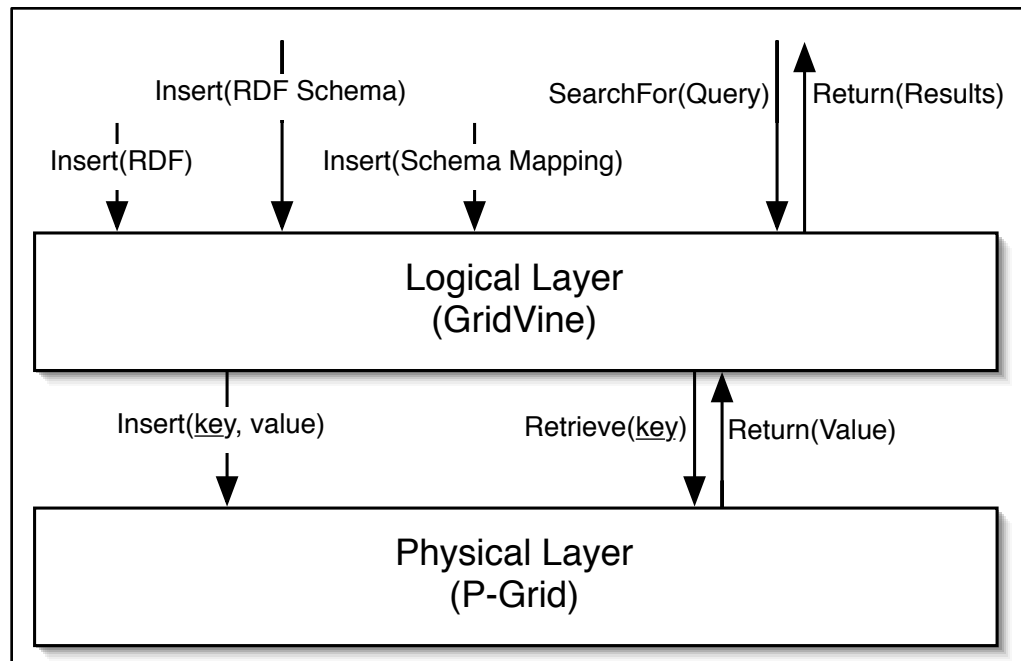 Insert(RDF Schema)
SearchFor(Query)
Return(Results)
Insert(RDF)
Insert(Schema Mapping)
Logical Layer
(GridVine)
Insert(key, value)
Retrieve(key)
Return(Value)
Physical Layer
(P-Grid)